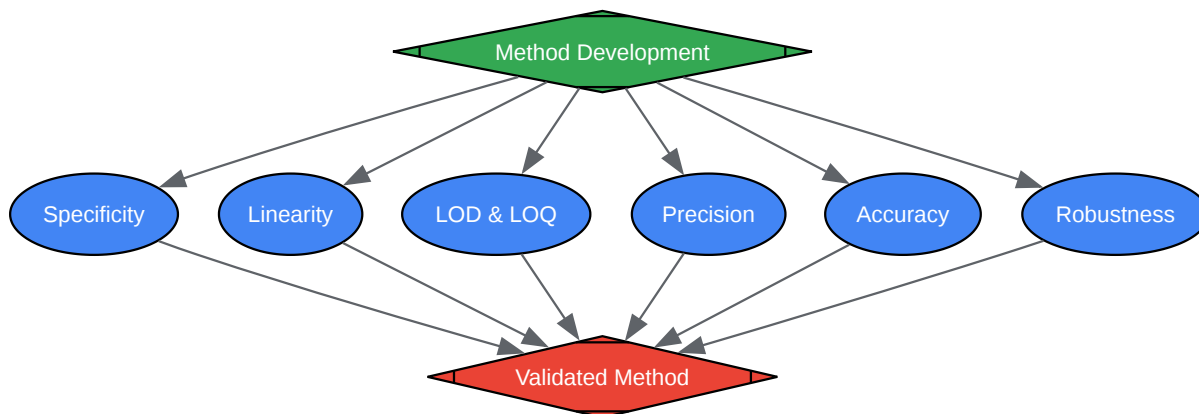 Method Development
Specificity
Linearity
LOD & LOQ
Precision
Accuracy
Robustness
Validated Method